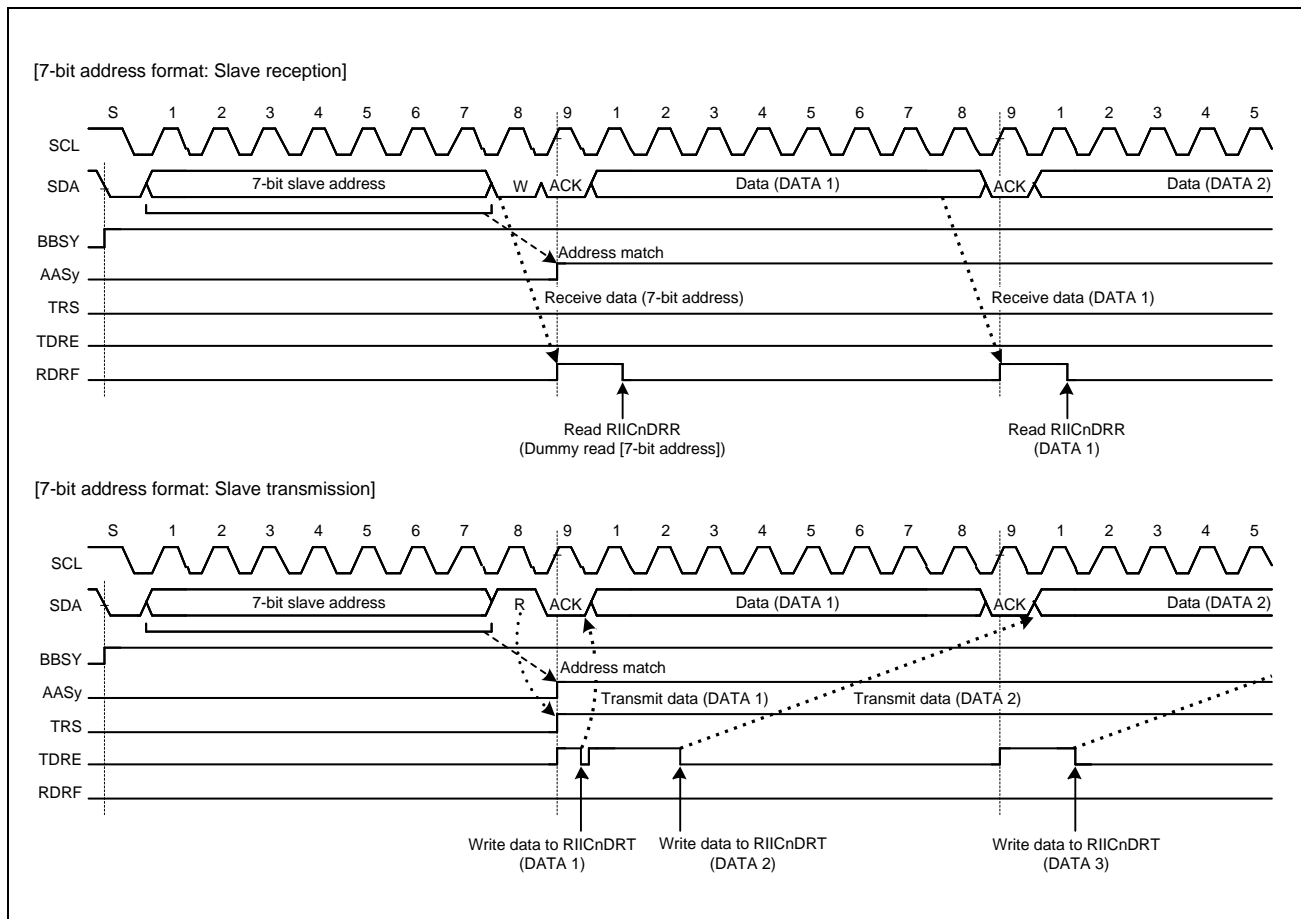 [7-bit address format: Slave reception]
S 1 2 3 4 5 6 7 8 9 1 2 3 4 5 6 7 8 9 1 2 3 4 5
SCL
SDA 7-bit slave address W ACK Data (DATA 1) ACK Data (DATA 2)
BBSY
Address match
AASy
Receive data (7-bit address) Receive data (DATA 1)
TRS
TDRE
RDRF
Read RIICnDRR Read RIICnDRR
(Dummy read [7-bit address]) (DATA 1)
[7-bit address format: Slave transmission]
S 1 2 3 4 5 6 7 8 9 1 2 3 4 5 6 7 8 9 1 2 3 4 5
SCL
SDA 7-bit slave address R ACK Data (DATA 1) ACK Data (DATA 2)
BBSY
Address match
AASy
Transmit data (DATA 1) Transmit data (DATA 2)
TRS
TDRE
RDRF
Write data to RIICnDRT Write data to RIICnDRT Write data to RIICnDRT
(DATA 1) (DATA 2) (DATA 3)